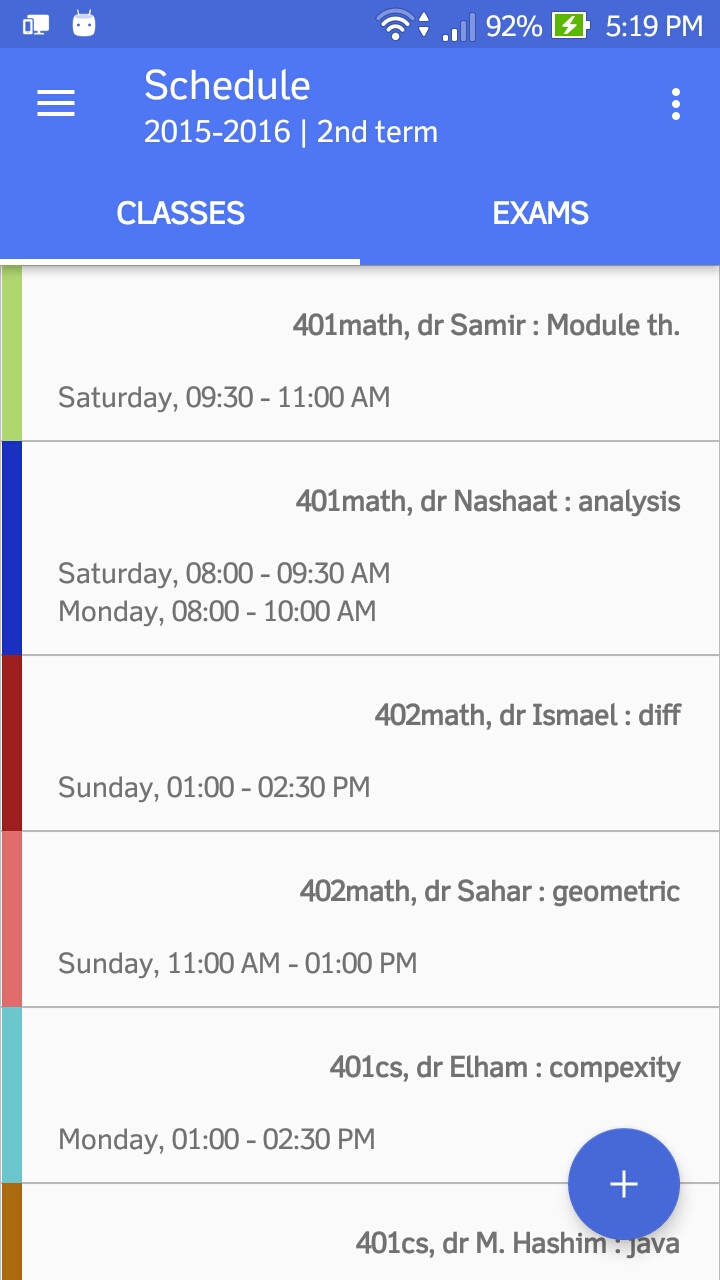 92% 5:19 PM
Schedule
2015-2016 | 2nd term
CLASSES EXAMS
401math, dr Samir : Module th.
Saturday, 09:30 - 11:00 AM
401math, dr Nashaat : analysis
Saturday, 08:00 - 09:30 AM
Monday, 08:00 - 10:00 AM
402math, dr Ismael : diff
Sunday, 01:00 - 02:30 PM
402math, dr Sahar : geometric
Sunday, 11:00 AM - 01:00 PM
401cs, dr Elham : compexity
Monday, 01:00 - 02:30 PM
401cs, dr M. Hashim : java